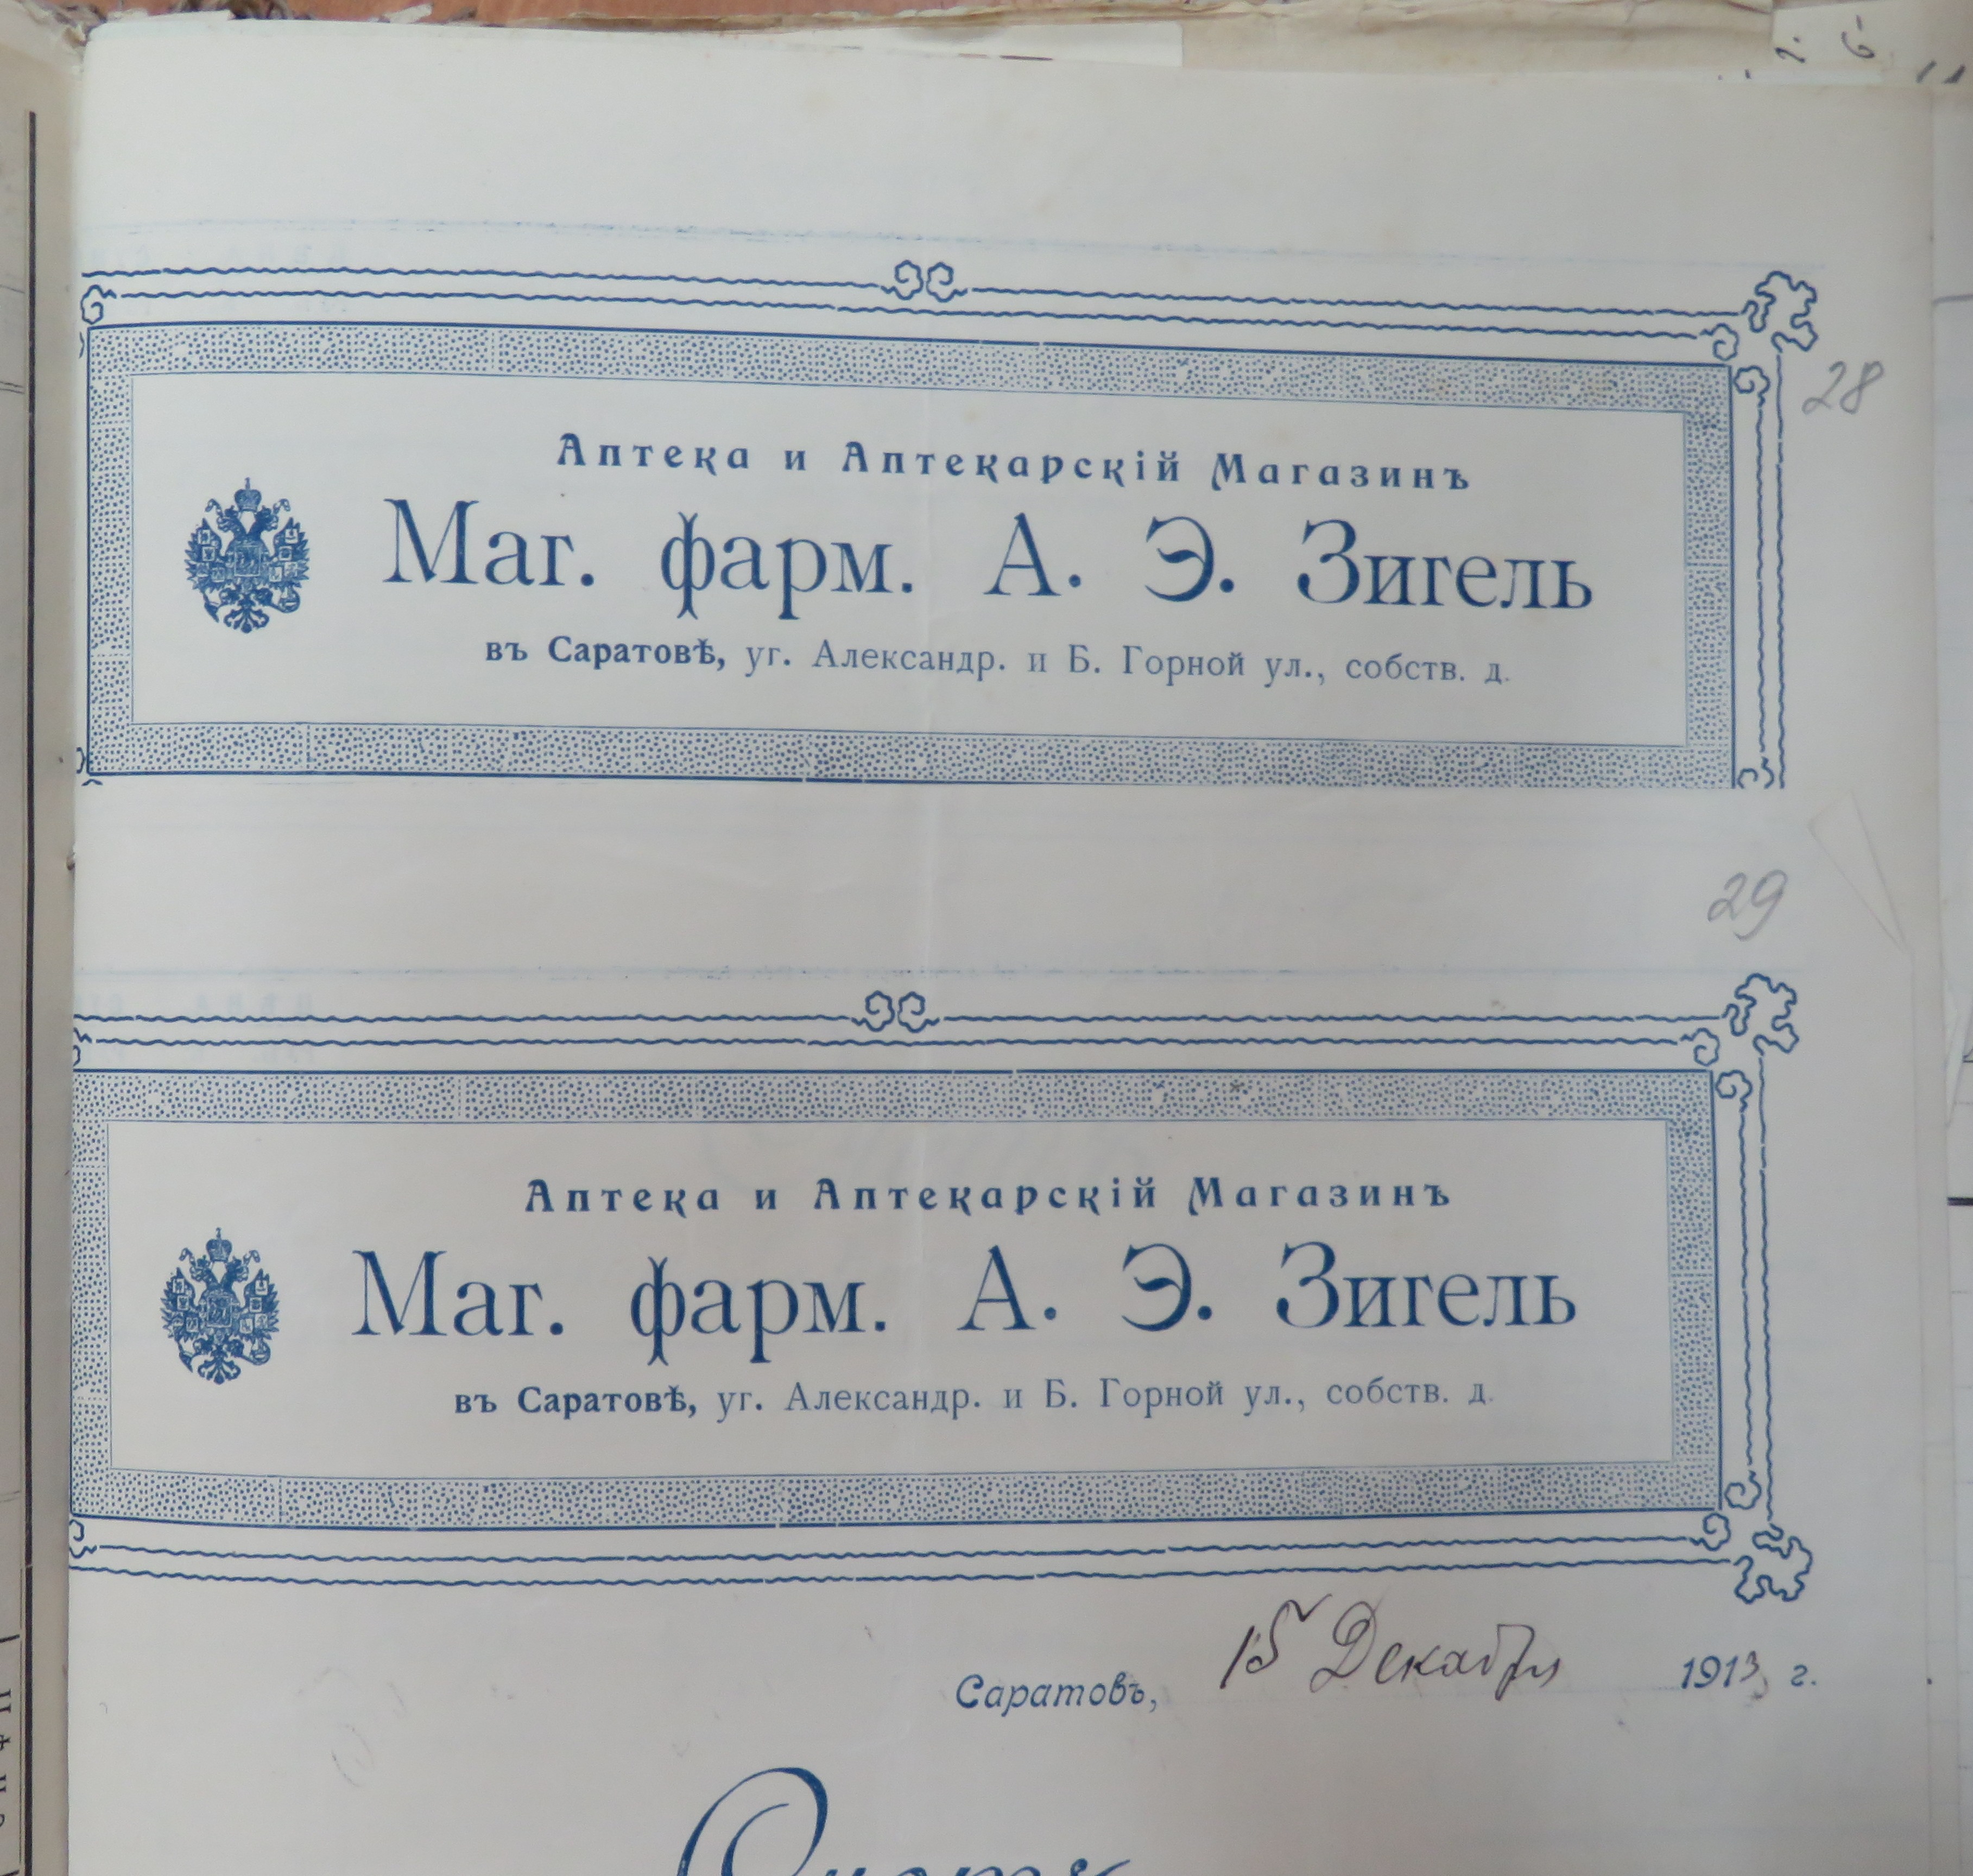 28
Аптека и Аптекарскій Магазинъ
Маг. фарм. А. Э. Зигель
въ Саратовѣ, уг. Александр. и Б. Горной ул., собств. д.
29
Аптека и Аптекарскій Магазинъ
Маг. фарм. А. Э. Зигель
въ Саратовѣ, уг. Александр. и Б. Горной ул., собств. д.
Саратовъ, 15 Декабря 1913 г.